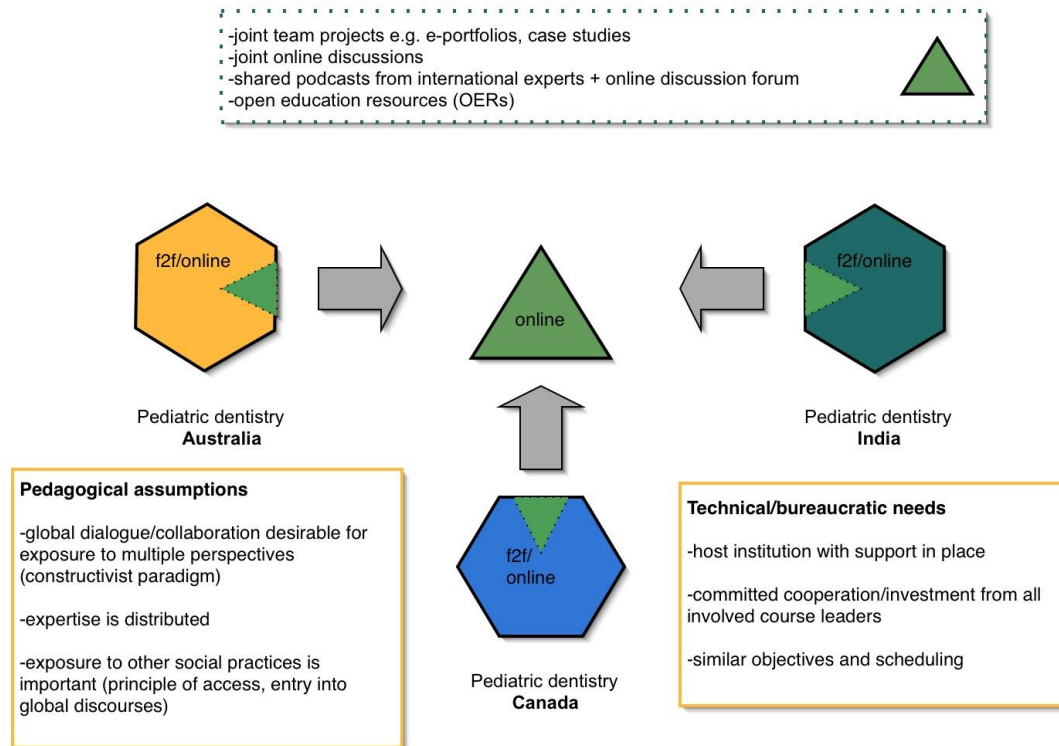 -joint team projects e.g. e-portfolios, case studies
-joint online discussions
-shared podcasts from international experts + online discussion forum
-open education resources (OERs)
f2f/online
online
f2f/online
Pediatric dentistry
Australia
Pediatric dentistry
India
f2f/
online
Pediatric dentistry
Canada
Pedagogical assumptions
-global dialogue/collaboration desirable for
exposure to multiple perspectives
(constructivist paradigm)
-expertise is distributed
-exposure to other social practices is
important (principle of access, entry into
global discourses)
Technical/bureaucratic needs
-host institution with support in place
-committed cooperation/investment from all
involved course leaders
-similar objectives and scheduling